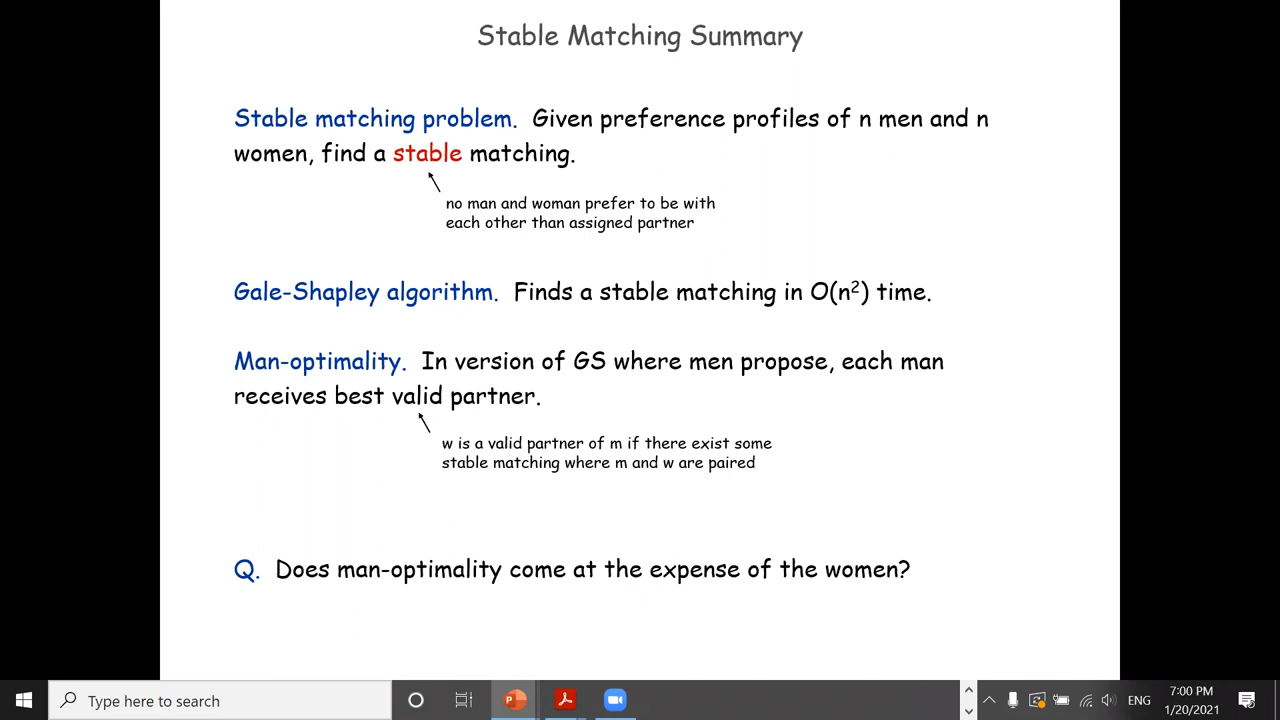 Stable Matching Summary
Stable matching problem. Given preference profiles of n men and n
women, find a stable matching.
no man and woman prefer to be with
each other than assigned partner
Gale-Shapley algorithm. Finds a stable matching in O(n²) time.
Man-optimality. In version of GS where men propose, each man
receives best valid partner.
w is a valid partner of m if there exist some
stable matching where m and w are paired
Q. Does man-optimality come at the expense of the women?
Type here to search
ENG
7:00 PM
1/20/2021